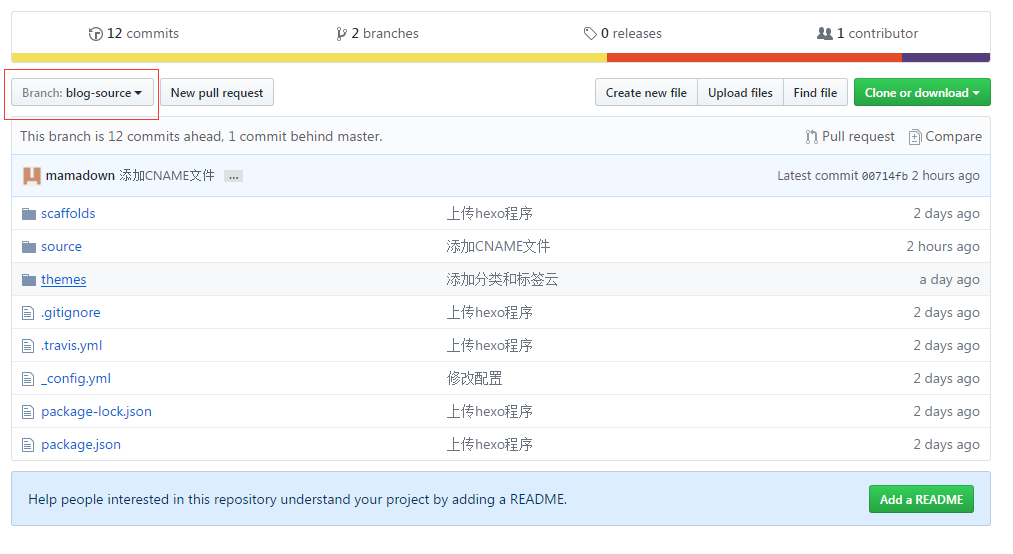 12 commits 2 branches 0 releases 1 contributor
Branch: blog-source New pull request Create new file Upload files Find file Clone or download
This branch is 12 commits ahead, 1 commit behind master. Pull request Compare
mamadown 添加CNAME文件 ... Latest commit 00714fb 2 hours ago
scaffolds 上传hexo程序 2 days ago
source 添加CNAME文件 2 hours ago
themes 添加分类和标签云 a day ago
.gitignore 上传hexo程序 2 days ago
.travis.yml 上传hexo程序 2 days ago
_config.yml 修改配置 2 days ago
package-lock.json 上传hexo程序 2 days ago
package.json 上传hexo程序 2 days ago
Help people interested in this repository understand your project by adding a README. Add a README